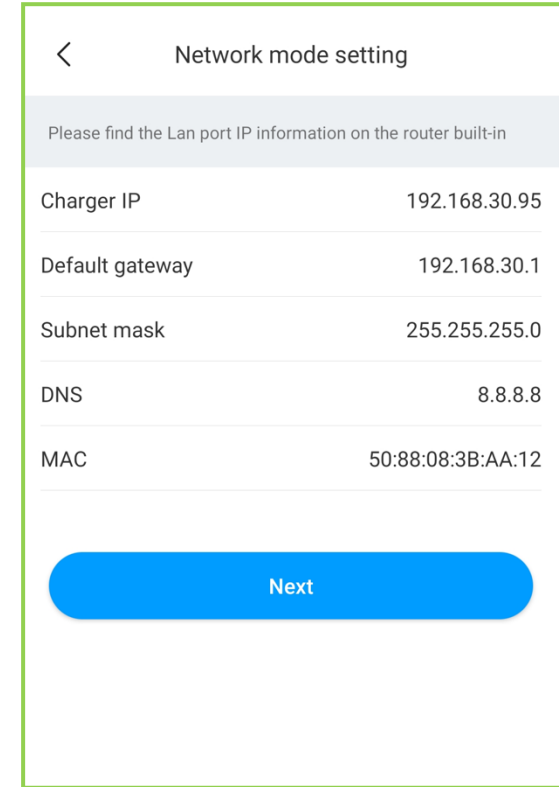 Network mode setting
Please find the Lan port IP information on the router built-in
Charger IP 192.168.30.95
Default gateway 192.168.30.1
Subnet mask 255.255.255.0
DNS 8.8.8.8
MAC 50:88:08:3B:AA:12
Next